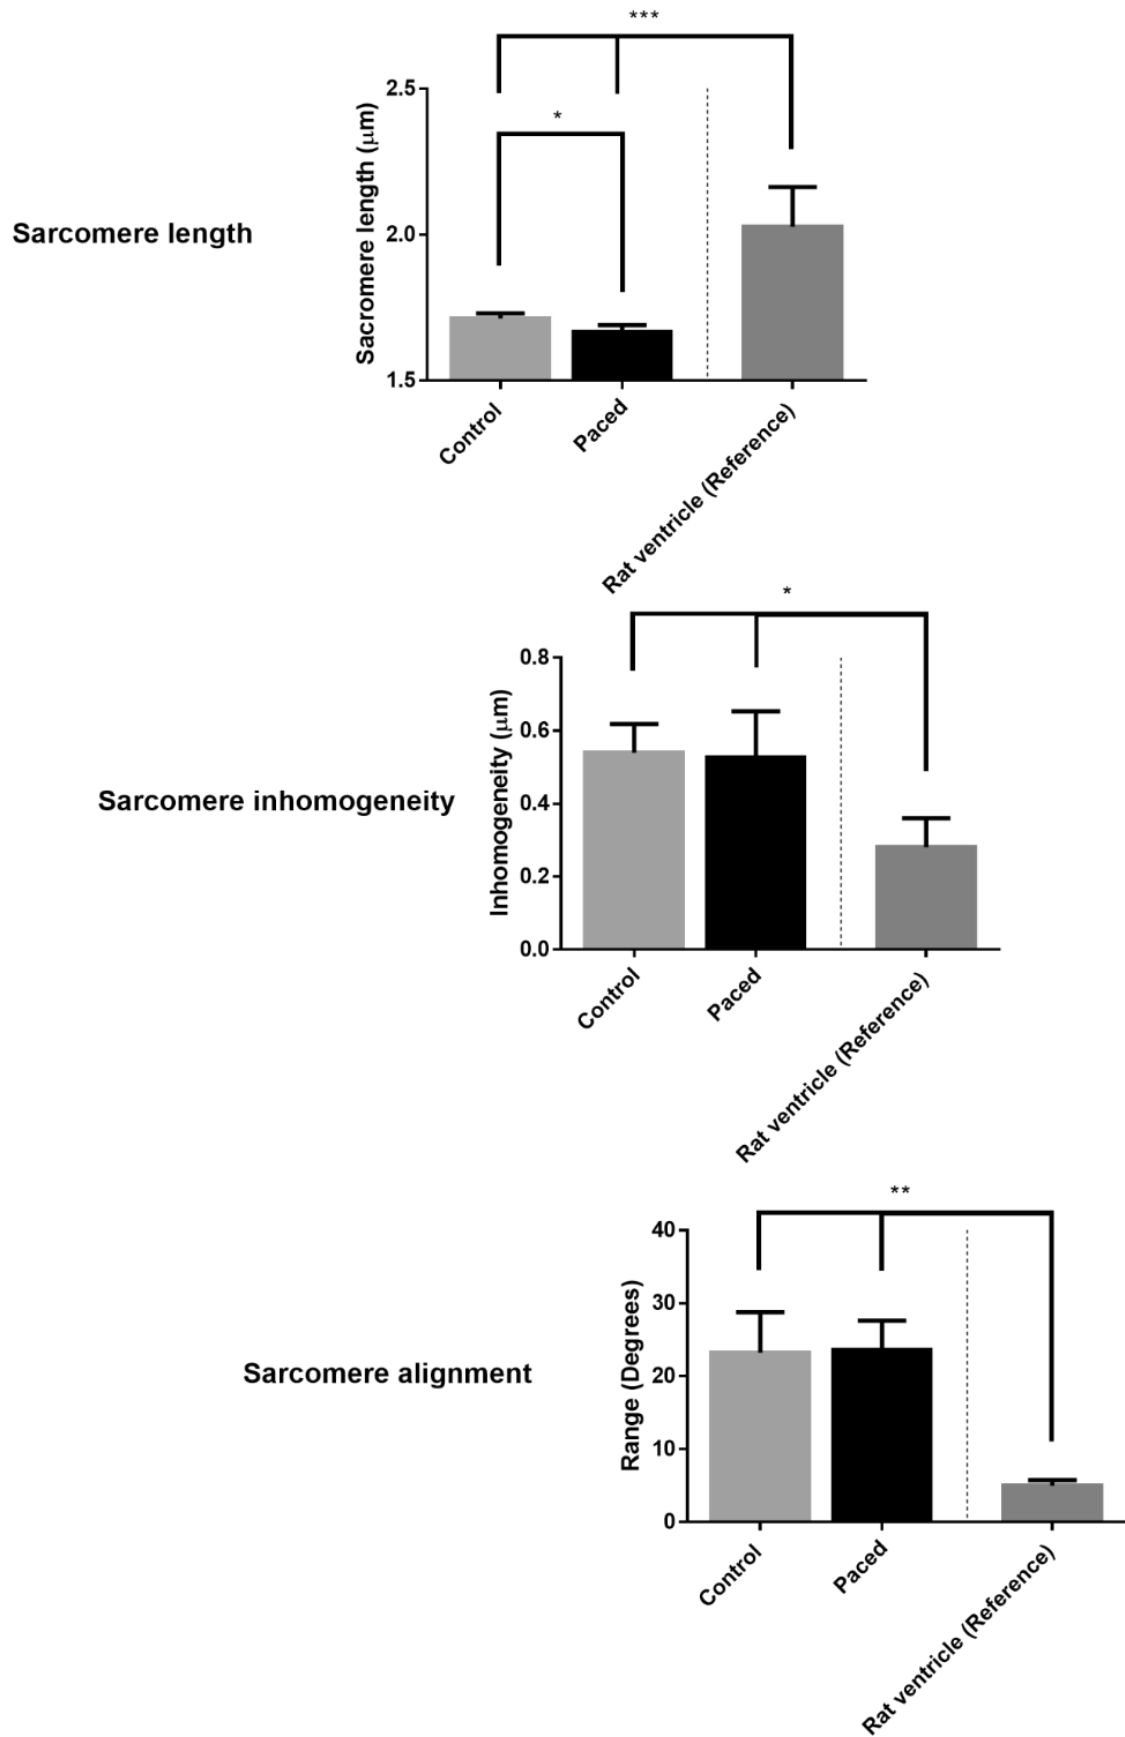 ***
2.5
*
Sacromere length (μm)
Sarcomere length
2.0
1.5
Control
Paced
Rat ventricle (Reference)
*
0.8
Inhomogeneity (μm)
0.6
Sarcomere inhomogeneity
0.4
0.2
0.0
Control
Paced
Rat ventricle (Reference)
**
40
Range (Degrees)
30
Sarcomere alignment
20
10
0
Control
Paced
Rat ventricle (Reference)